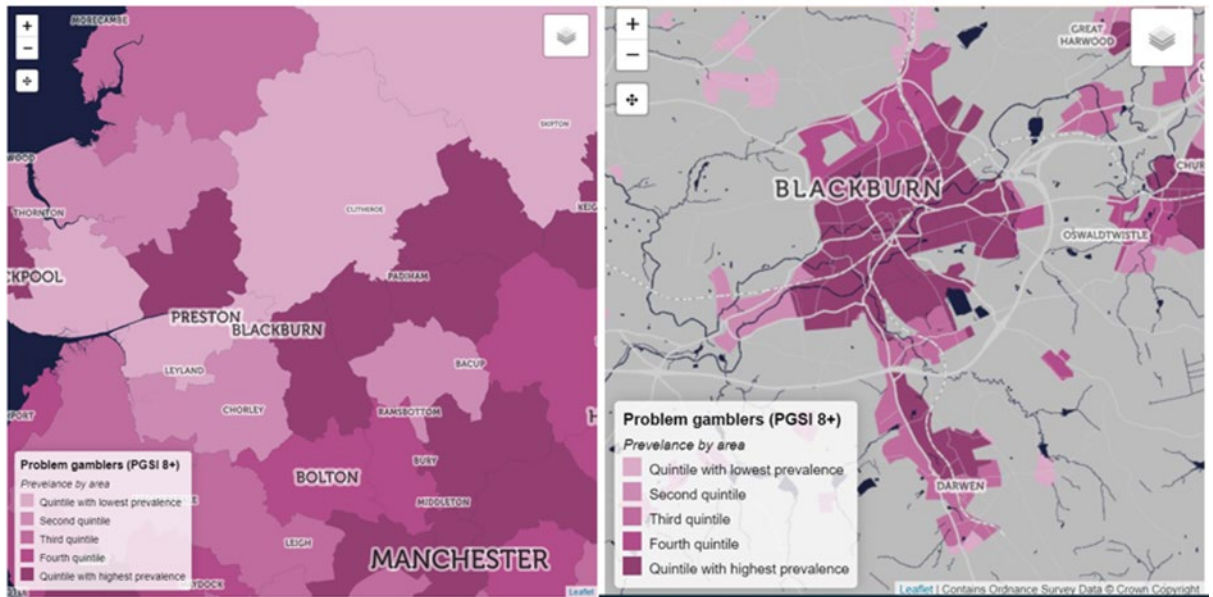 MORECAMBE
+
−
SKIPTON
WOOD
CLITHEROE
THORNTON
KEIG
CKPOOL
PADIHAM
PRESTON
BLACKBURN
LEYLAND
BACUP
CHORLEY
RAMSBOTTOM
HPORT
H
BURY
BOLTON
MIDDLETON
LEIGH
MANCHESTER
YDOCK
Problem gamblers (PGSI 8+)
Prevelance by area
Quintile with lowest prevalence
Second quintile
Third quintile
Fourth quintile
Quintile with highest prevalence
Leaflet
+
−
GREAT
HARWOOD
BLACKBURN
CHUR
OSWALDTWISTLE
DARWEN
Problem gamblers (PGSI 8+)
Prevelance by area
Quintile with lowest prevalence
Second quintile
Third quintile
Fourth quintile
Quintile with highest prevalence
Leaflet | Contains Ordnance Survey Data © Crown Copyright